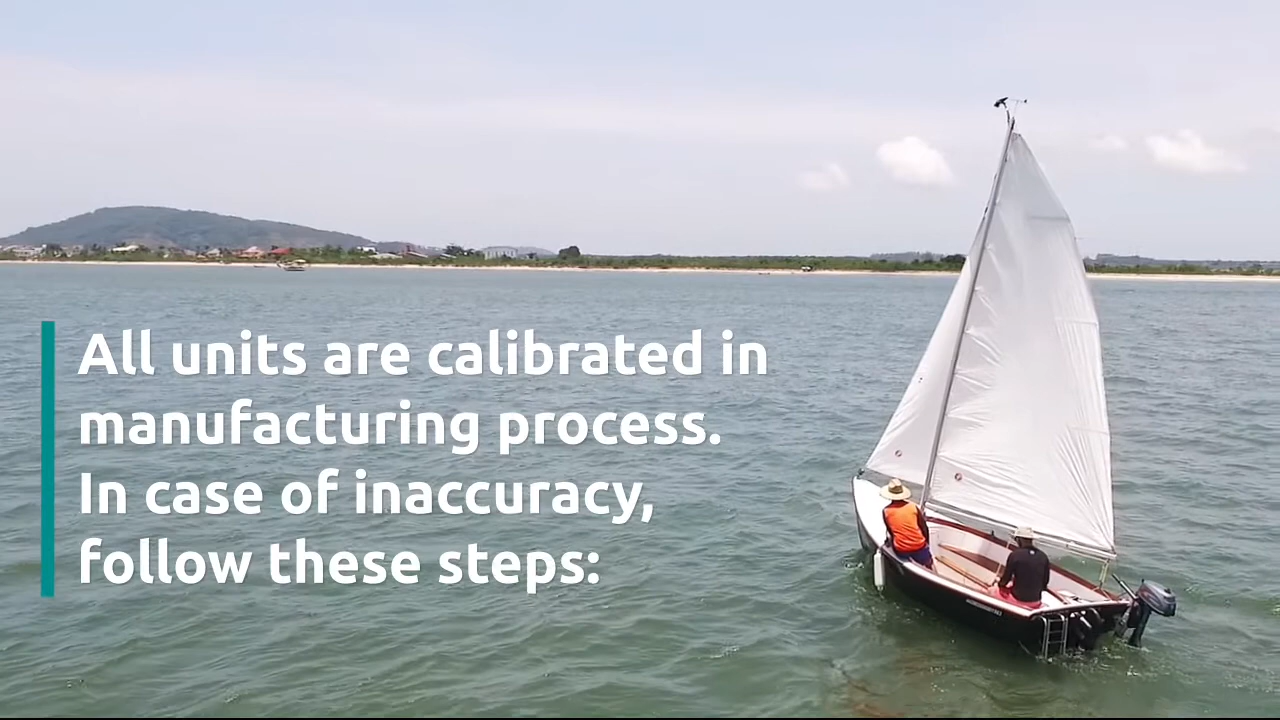 All units are calibrated in
manufacturing process.
In case of inaccuracy,
follow these steps: